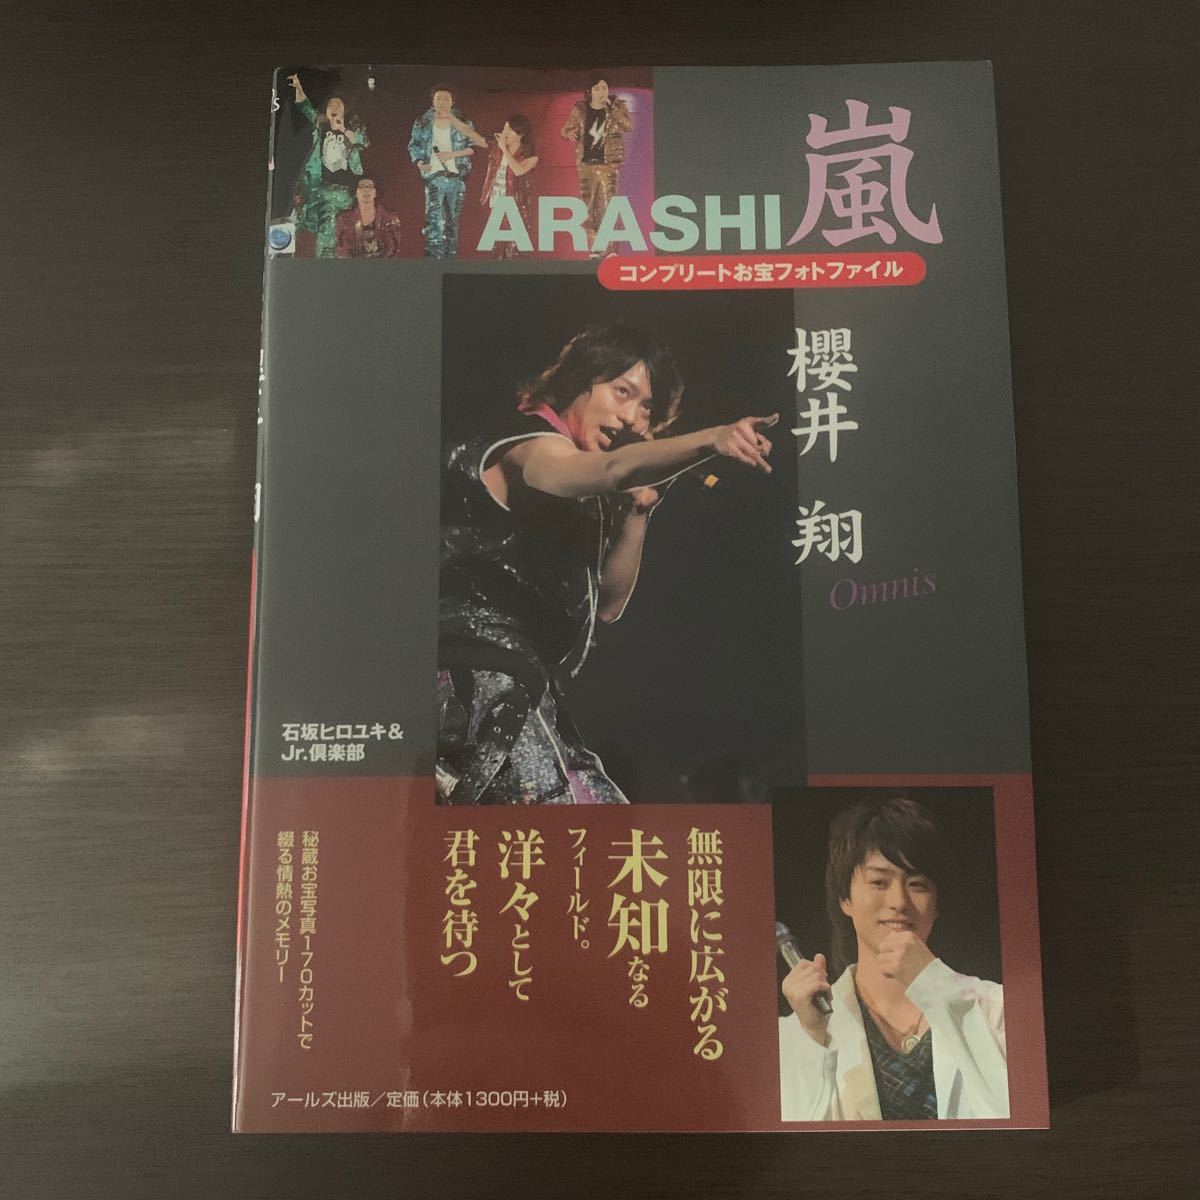 ARASHI嵐
コンプリートお宝フォトファイル
櫻井 翔
Omnis
石坂ヒロユキ&
Jr.倶楽部
無限に広がる
未知なる
フィールド。
洋々として
君を待つ
秘蔵お宝写真170カットで
綴る情熱のメモリー
アールズ出版/定価(本体1300円+税)